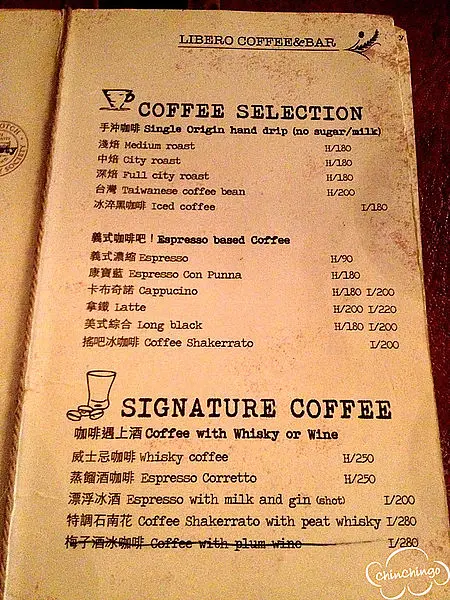 LIBERO COFFEE&BAR
COFFEE SELECTION
手沖咖啡 Single Origin hand drip (no sugar/milk)
淺焙 Medium roast H/180
中焙 City roast H/180
深焙 Full city roast H/180
台灣 Taiwanese coffee bean H/200
冰淬黑咖啡 Iced coffee I/180
義式咖啡吧！Espresso based Coffee
義式濃縮 Espresso H/90
康寶藍 Espresso Con Punna H/180
卡布奇諾 Cappucino H/180 I/200
拿鐵 Latte H/200 I/220
美式綜合 Long black H/180 I/200
搖吧冰咖啡 Coffee Shakerrato I/200
SIGNATURE COFFEE
咖啡遇上酒 Coffee with Whisky or Wine
威士忌咖啡 Whisky coffee H/250
蒸餾酒咖啡 Espresso Corretto H/250
漂浮冰酒 Espresso with milk and gin (shot) I/200
特調石南花 Coffee Shakerrato with peat whisky I/280
梅子酒冰咖啡 Coffee with plum wine I/280
chinchingo